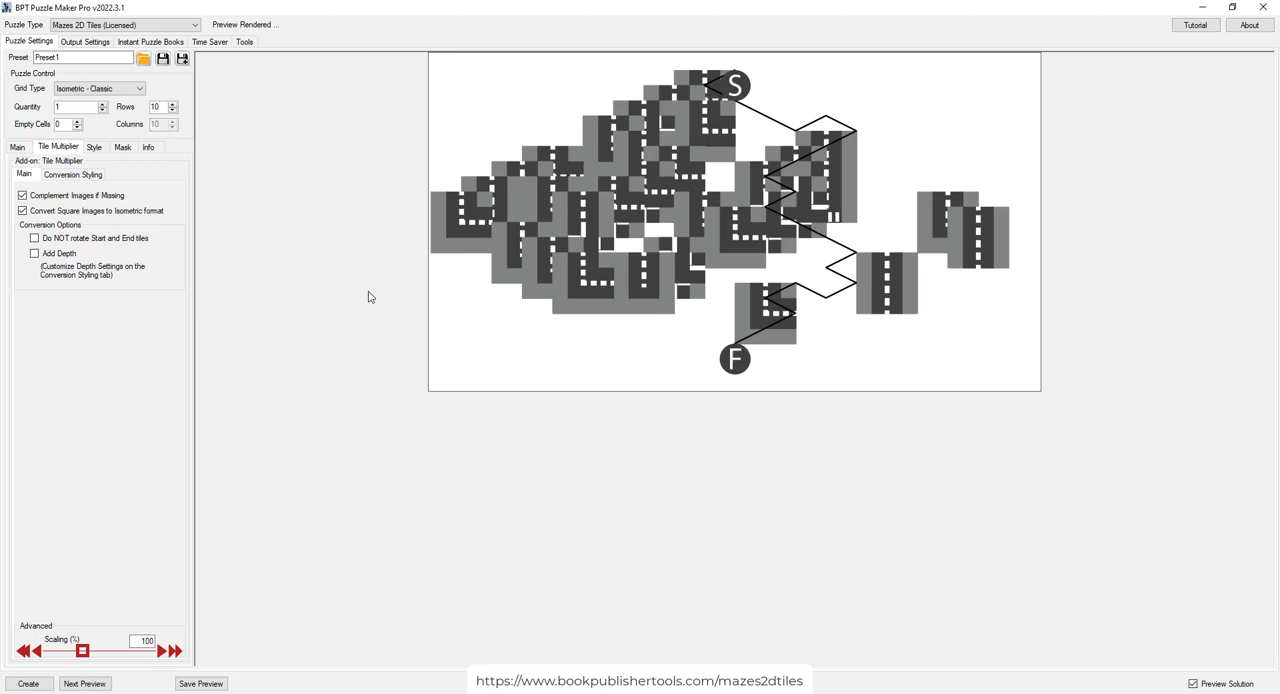 BPT Puzzle Maker Pro v2022.3.1
Puzzle Type Mazes 2D Tiles (Licensed) Preview Rendered ... Tutorial About
Puzzle Settings Output Settings Instant Puzzle Books Time Saver Tools
Preset Preset1
Puzzle Control
Grid Type Isometric - Classic
Quantity 1 Rows 10
Empty Cells 0 Columns 10
Main Tile Multiplier Style Mask Info
Add-on: Tile Multiplier
Main Conversion Styling
Complement Images if Missing
Convert Square Images to Isometric format
Conversion Options
Do NOT rotate Start and End tiles
Add Depth
(Customize Depth Settings on the
Conversion Styling tab)
S
F
Advanced
Scaling (%) 100
Create Next Preview Save Preview https://www.bookpublishertools.com/mazes2dtiles Preview Solution